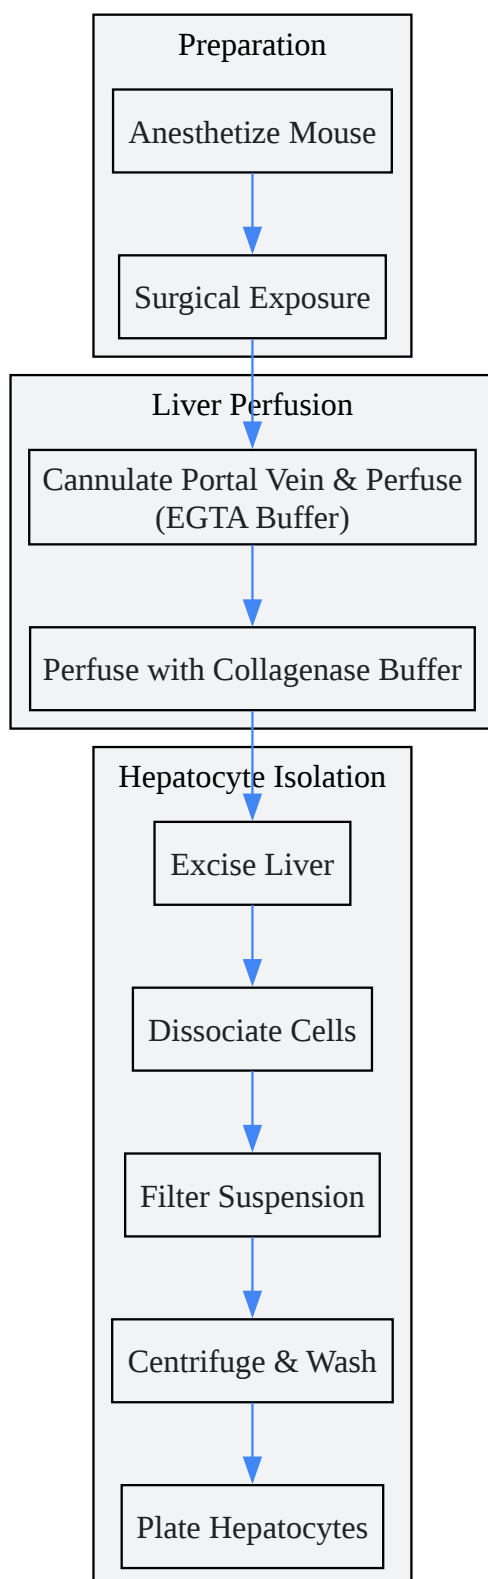 Preparation
Anesthetize Mouse
Surgical Exposure
Liver Perfusion
Cannulate Portal Vein & Perfuse
(EGTA Buffer)
Perfuse with Collagenase Buffer
Hepatocyte Isolation
Excise Liver
Dissociate Cells
Filter Suspension
Centrifuge & Wash
Plate Hepatocytes